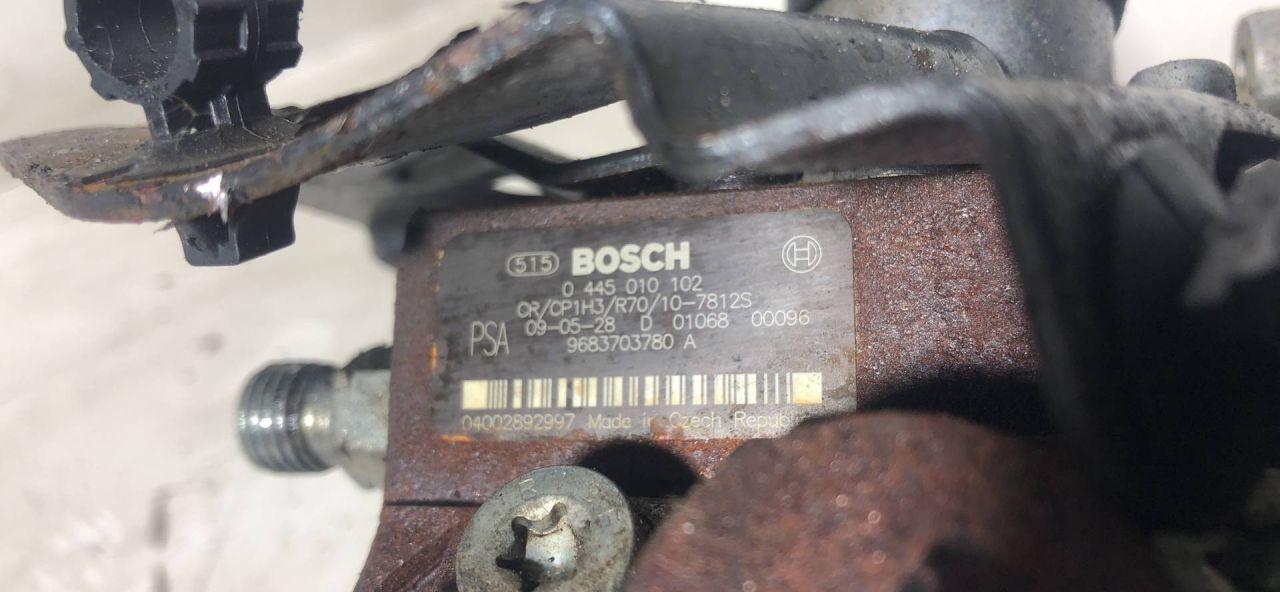 515 BOSCH H
0 445 010 102
CR/CP1H3/R70/10-7812S
PSA 09-05-28 D 01068 00096
9683703780 A
04002892997 Made in Czech Republic